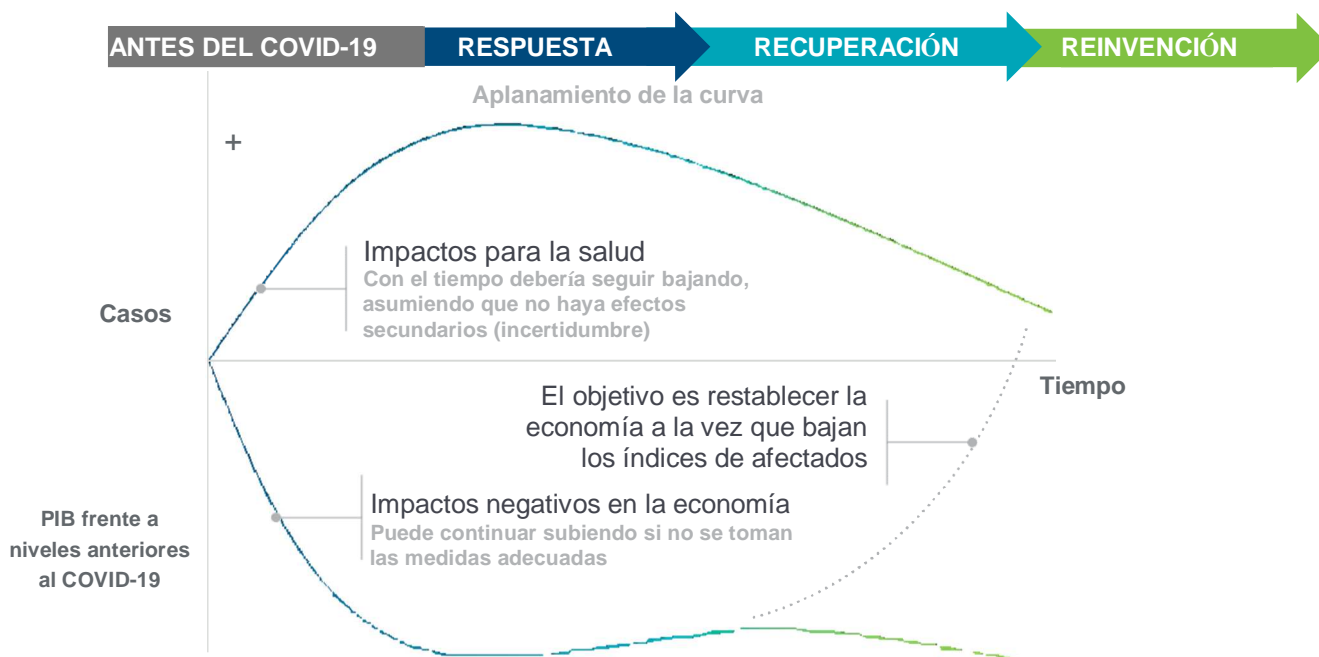 ANTES DEL COVID-19
RESPUESTA
RECUPERACIÓN
REINVENCIÓN
Aplanamiento de la curva
+
Impactos para la salud
Con el tiempo debería seguir bajando,
asumiendo que no haya efectos
secundarios (incertidumbre)
Casos
Tiempo
El objetivo es restablecer la
economía a la vez que bajan
los índices de afectados
Impactos negativos en la economía
Puede continuar subiendo si no se toman
las medidas adecuadas
PIB frente a
niveles anteriores
al COVID-19